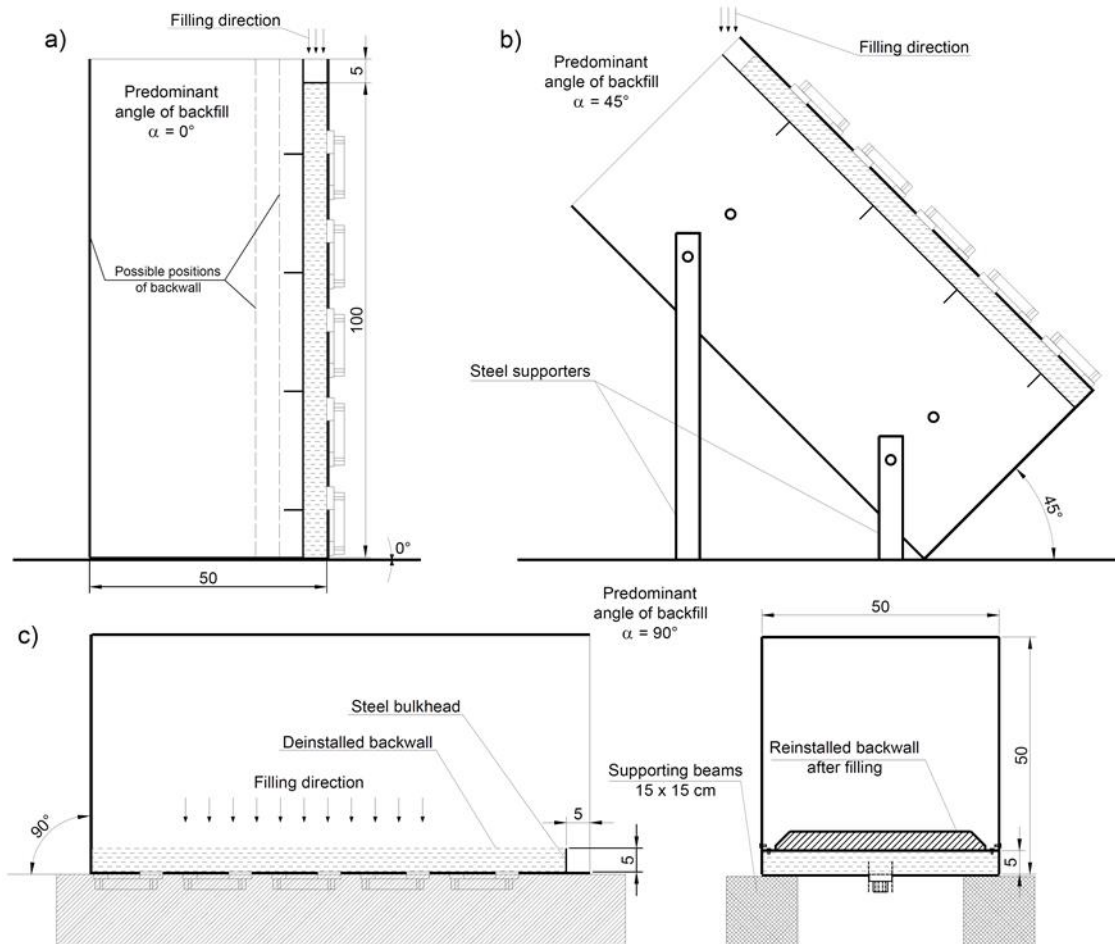 a)
Filling direction
Predominant
angle of backfill
α = 0°
5
Possible positions
of backwall
100
0°
50
b)
Filling direction
Predominant
angle of backfill
α = 45°
Steel supporters
45°
c)
Predominant
angle of backfill
α = 90°
Steel bulkhead
Deinstalled backwall
Filling direction
90°
5
5
50
Reinstalled backwall
after filling
Supporting beams
15 x 15 cm
50
5